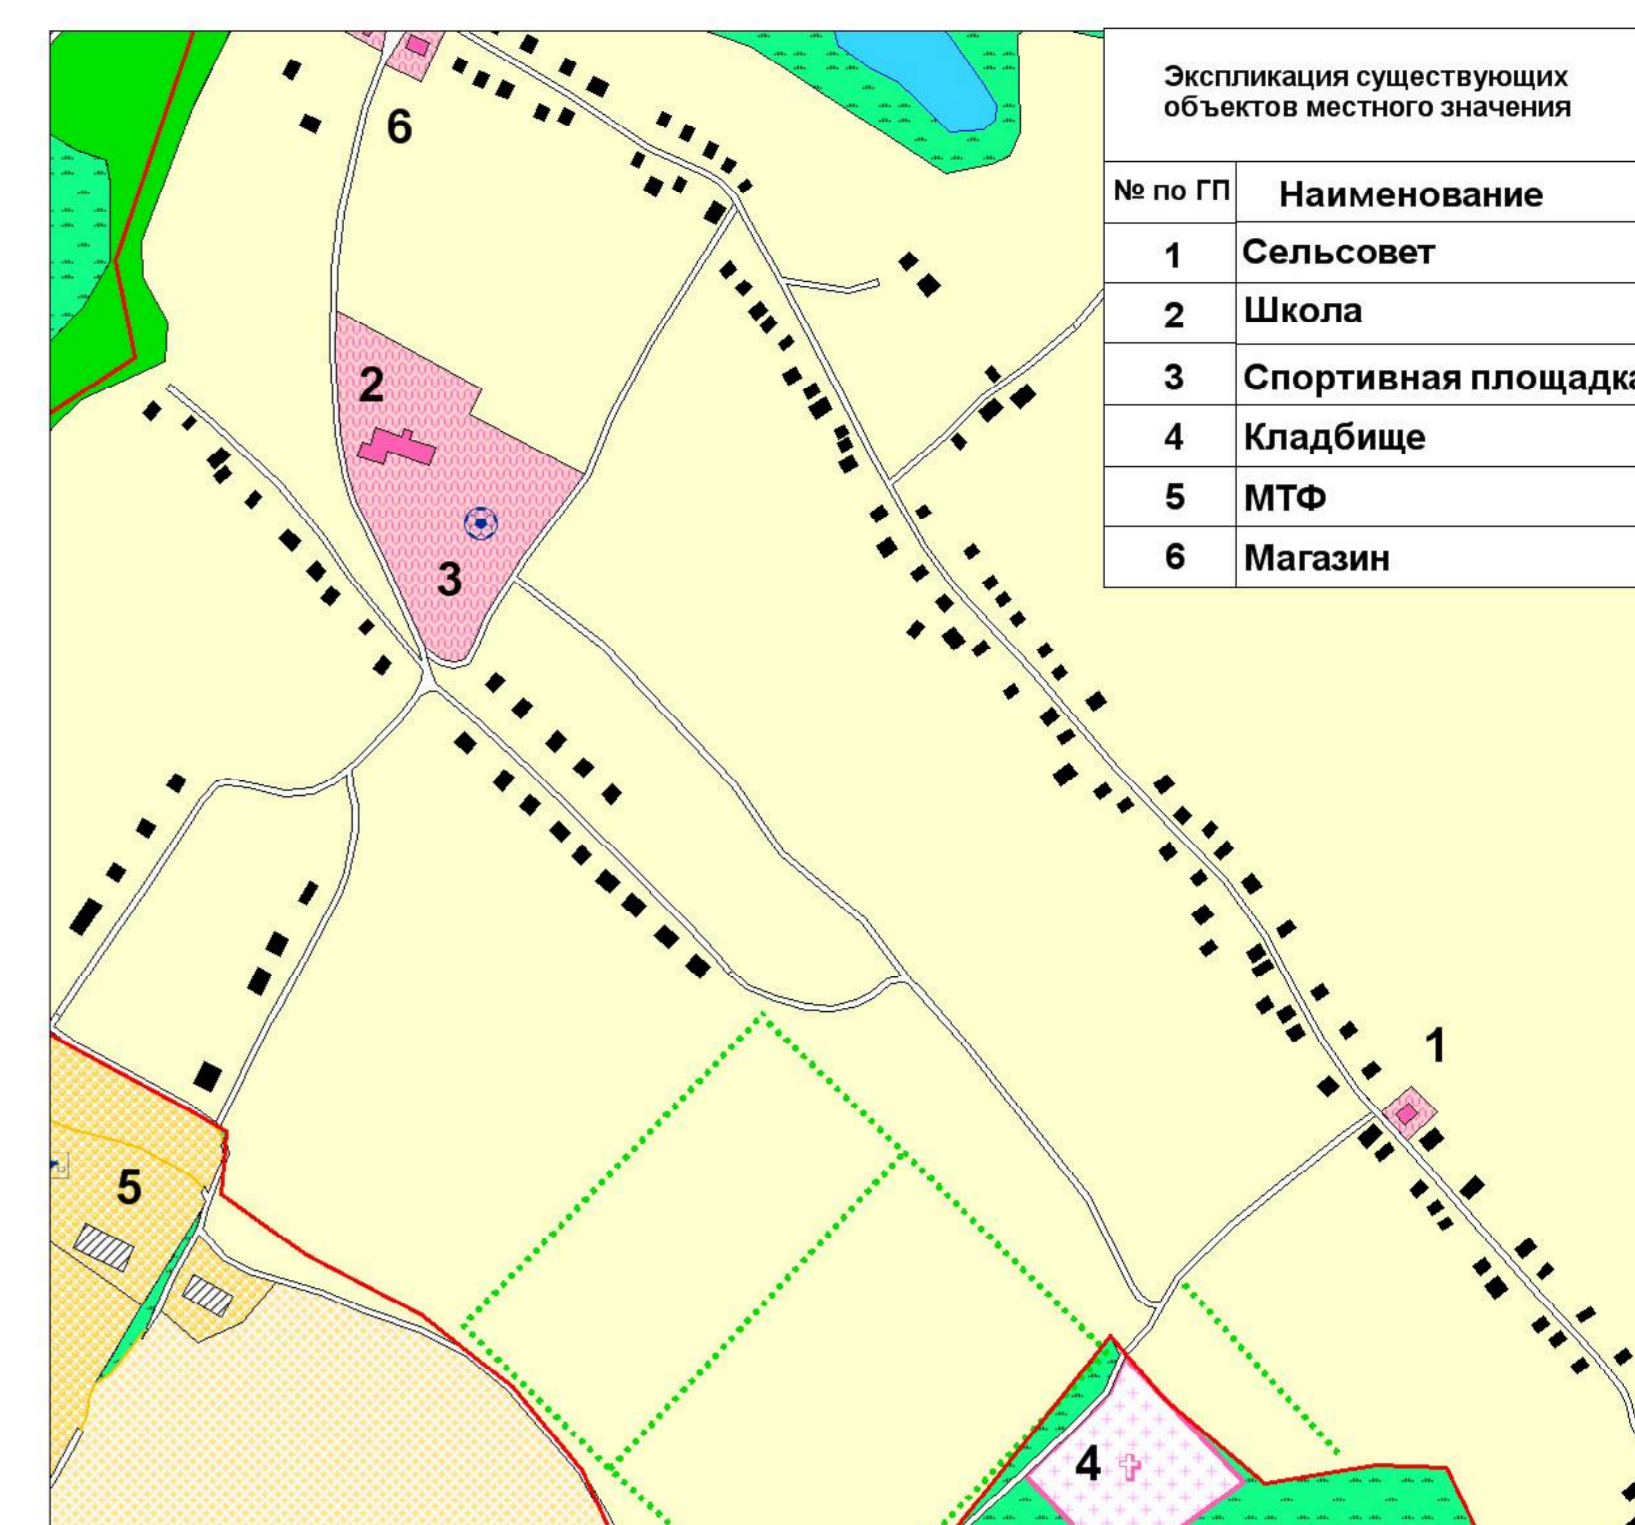 Экспликация существующих
объектов местного значения
№ по ГП Наименование
1 Сельсовет
2 Школа
3 Спортивная площадка
4 Кладбище
5 МТФ
6 Магазин
6
2
3
1
5
4